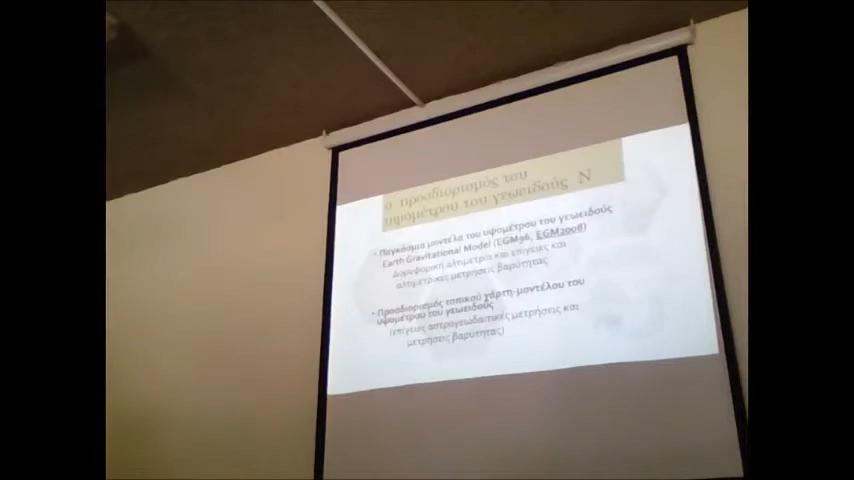 Ο προσδιορισμός του
υψομέτρου του γεωειδούς N
• Παγκόσμια μοντέλα του υψομέτρου του γεωειδούς
Earth Gravitational Model (EGM96, EGM2008)
Δορυφορική αλτιμετρία και επίγειες και
αλτιμετρικές μετρήσεις βαρύτητας
• Προσδιορισμός τοπικού χάρτη-μοντέλου του
υψομέτρου του γεωειδούς
(επίγειες αστρογεωδαιτικές μετρήσεις και
μετρήσεις βαρύτητας)